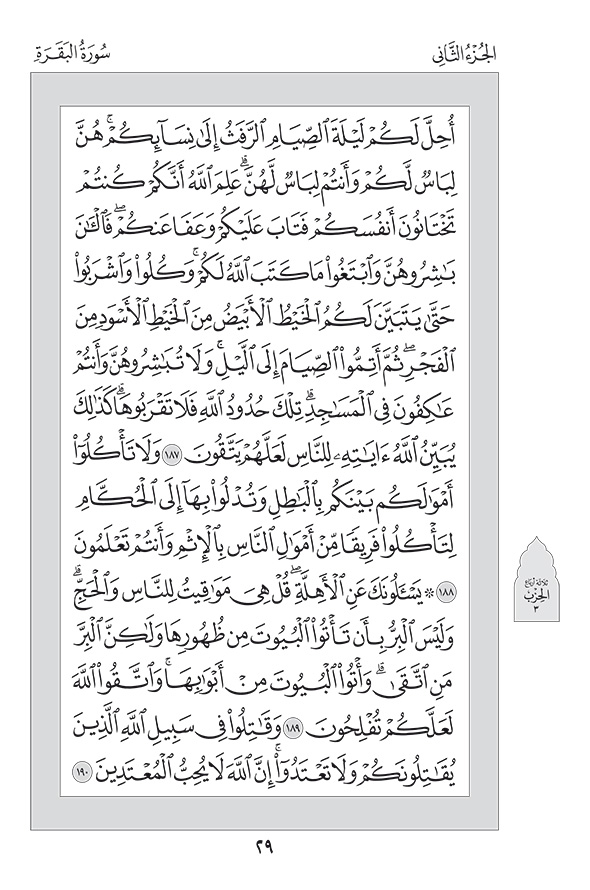 الجُزْءُ الثَّانِي
سُورَةُ البَقَرَةِ
أُحِلَّ لَكُمْ لَيْلَةَ ٱلصِّيَامِ ٱلرَّفَثُ إِلَىٰ نِسَآئِكُمْۚ هُنَّ
لِبَاسٌ لَّكُمْ وَأَنتُمْ لِبَاسٌ لَّهُنَّۗ عَلِمَ ٱللَّهُ أَنَّكُمْ كُنتُمْ
تَخْتَانُونَ أَنفُسَكُمْ فَتَابَ عَلَيْكُمْ وَعَفَا عَنكُمْۖ فَٱلْـَٰٔنَ
بَـٰشِرُوهُنَّ وَٱبْتَغُوا۟ مَا كَتَبَ ٱللَّهُ لَكُمْۚ وَكُلُوا۟ وَٱشْرَبُوا۟
حَتَّىٰ يَتَبَيَّنَ لَكُمُ ٱلْخَيْطُ ٱلْأَبْيَضُ مِنَ ٱلْخَيْطِ ٱلْأَسْوَدِ مِنَ
ٱلْفَجْرِۖ ثُمَّ أَتِمُّوا۟ ٱلصِّيَامَ إِلَى ٱلَّيْلِۚ وَلَا تُبَـٰشِرُوهُنَّ وَأَنتُمْ
عَـٰكِفُونَ فِى ٱلْمَسَـٰجِدِۗ تِلْكَ حُدُودُ ٱللَّهِ فَلَا تَقْرَبُوهَاۗ كَذَٰلِكَ
يُبَيِّنُ ٱللَّهُ ءَايَـٰتِهِۦ لِلنَّاسِ لَعَلَّهُمْ يَتَّقُونَ ١٨٧ وَلَا تَأْكُلُوٓا۟
أَمْوَٰلَكُم بَيْنَكُم بِٱلْبَـٰطِلِ وَتُدْلُوا۟ بِهَآ إِلَى ٱلْحُكَّامِ
لِتَأْكُلُوا۟ فَرِيقًا مِّنْ أَمْوَٰلِ ٱلنَّاسِ بِٱلْإِثْمِ وَأَنتُمْ تَعْلَمُونَ
١٨٨ ۞ يَسْـَٔلُونَكَ عَنِ ٱلْأَهِلَّةِۖ قُلْ هِىَ مَوَٰقِيتُ لِلنَّاسِ وَٱلْحَجِّۗ
وَلَيْسَ ٱلْبِرُّ بِأَن تَأْتُوا۟ ٱلْبُيُوتَ مِن ظُهُورِهَا وَلَـٰكِنَّ ٱلْبِرَّ
مَنِ ٱتَّقَىٰۗ وَأْتُوا۟ ٱلْبُيُوتَ مِنْ أَبْوَٰبِهَاۚ وَٱتَّقُوا۟ ٱللَّهَ
لَعَلَّكُمْ تُفْلِحُونَ ١٨٩ وَقَـٰتِلُوا۟ فِى سَبِيلِ ٱللَّهِ ٱلَّذِينَ
يُقَـٰتِلُونَكُمْ وَلَا تَعْتَدُوٓا۟ۚ إِنَّ ٱللَّهَ لَا يُحِبُّ ٱلْمُعْتَدِينَ ١٩٠
ثلاثة أرباع
الحزب
٣
٢٩